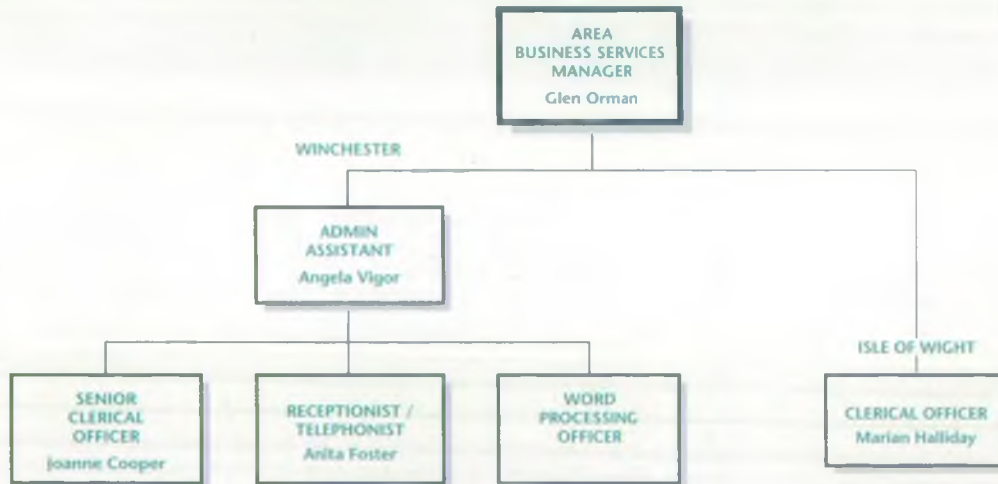 AREA
BUSINESS SERVICES
MANAGER
Glen Orman
WINCHESTER
ADMIN
ASSISTANT
Angela Vigor
ISLE OF WIGHT
SENIOR
CLERICAL
OFFICER
Joanne Cooper
RECEPTIONIST /
TELEPHONIST
Anita Foster
WORD
PROCESSING
OFFICER
CLERICAL OFFICER
Marian Halliday